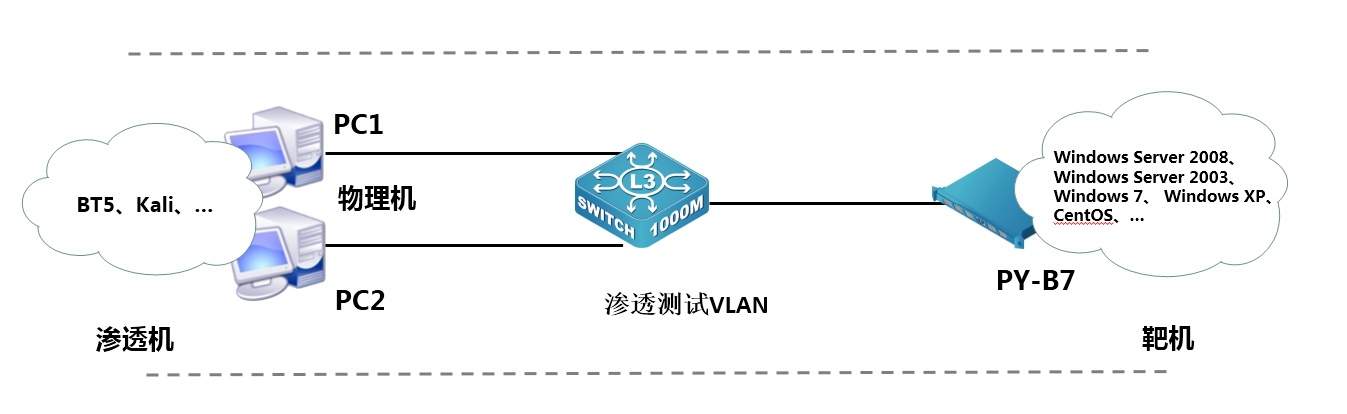 PC1
BT5、Kali、...
物理机
PC2
渗透机
L3
SWITCH 1000M
渗透测试VLAN
PY-B7
Windows Server 2008、
Windows Server 2003、
Windows 7、 Windows XP、
CentOS、...
靶机